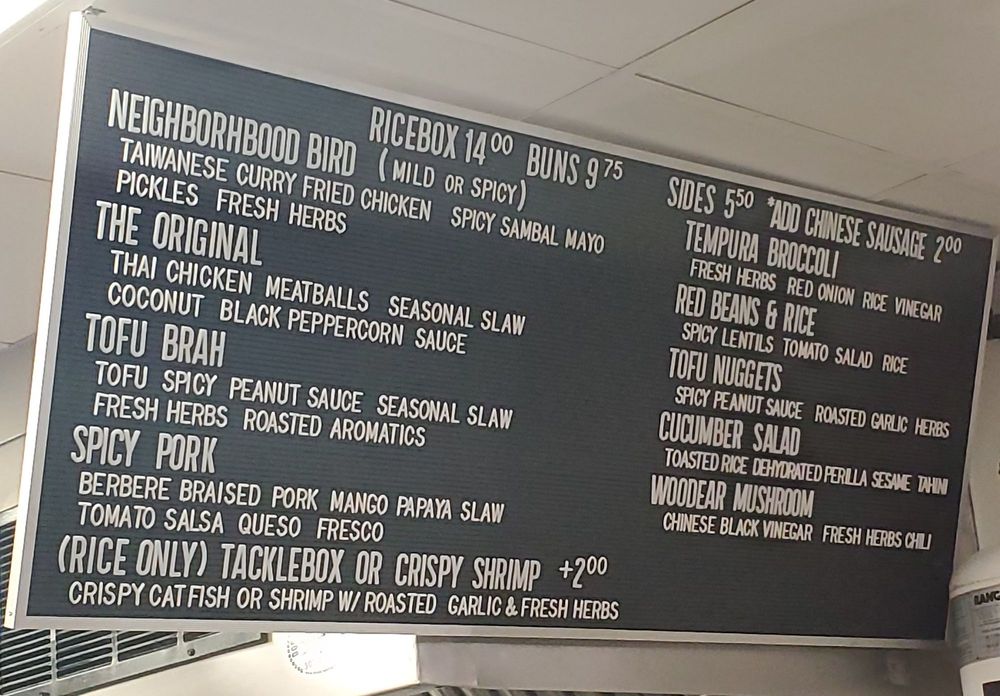 RICEBOX 14⁰⁰ BUNS 9⁷⁵
NEIGHBORHBOOD BIRD (MILD OR SPICY)
TAIWANESE CURRY FRIED CHICKEN SPICY SAMBAL MAYO
PICKLES FRESH HERBS
THE ORIGINAL
THAI CHICKEN MEATBALLS SEASONAL SLAW
COCONUT BLACK PEPPERCORN SAUCE
TOFU BRAH
TOFU SPICY PEANUT SAUCE SEASONAL SLAW
FRESH HERBS ROASTED AROMATICS
SPICY PORK
BERBERE BRAISED PORK MANGO PAPAYA SLAW
TOMATO SALSA QUESO FRESCO
(RICE ONLY) TACKLEBOX OR CRISPY SHRIMP +2⁰⁰
CRISPY CATFISH OR SHRIMP W/ ROASTED GARLIC & FRESH HERBS
SIDES 5⁵⁰ *ADD CHINESE SAUSAGE 2⁰⁰
TEMPURA BROCCOLI
FRESH HERBS RED ONION RICE VINEGAR
RED BEANS & RICE
SPICY LENTILS TOMATO SALAD RICE
TOFU NUGGETS
SPICY PEANUT SAUCE ROASTED GARLIC HERBS
CUCUMBER SALAD
TOASTED RICE DEHYDRATED PERILLA SESAME TAHINI
WOODEAR MUSHROOM
CHINESE BLACK VINEGAR FRESH HERBS CHILI